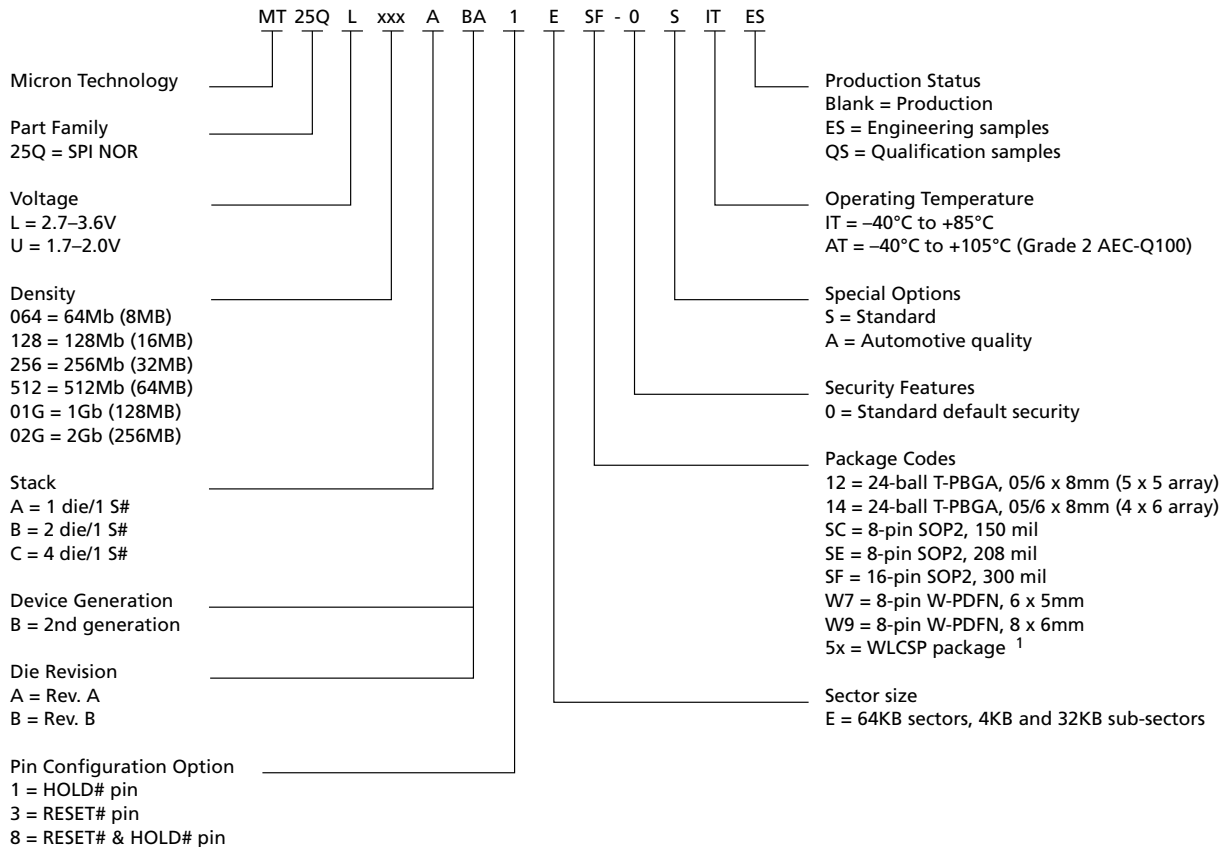 MT 25Q L xxx A BA 1 E SF - 0 S IT ES
Micron Technology
Part Family
25Q = SPI NOR
Voltage
L = 2.7–3.6V
U = 1.7–2.0V
Density
064 = 64Mb (8MB)
128 = 128Mb (16MB)
256 = 256Mb (32MB)
512 = 512Mb (64MB)
01G = 1Gb (128MB)
02G = 2Gb (256MB)
Stack
A = 1 die/1 S#
B = 2 die/1 S#
C = 4 die/1 S#
Device Generation
B = 2nd generation
Die Revision
A = Rev. A
B = Rev. B
Pin Configuration Option
1 = HOLD# pin
3 = RESET# pin
8 = RESET# & HOLD# pin
Production Status
Blank = Production
ES = Engineering samples
QS = Qualification samples
Operating Temperature
IT = –40°C to +85°C
AT = –40°C to +105°C (Grade 2 AEC-Q100)
Special Options
S = Standard
A = Automotive quality
Security Features
0 = Standard default security
Package Codes
12 = 24-ball T-PBGA, 05/6 x 8mm (5 x 5 array)
14 = 24-ball T-PBGA, 05/6 x 8mm (4 x 6 array)
SC = 8-pin SOP2, 150 mil
SE = 8-pin SOP2, 208 mil
SF = 16-pin SOP2, 300 mil
W7 = 8-pin W-PDFN, 6 x 5mm
W9 = 8-pin W-PDFN, 8 x 6mm
5x = WLCSP package 1
Sector size
E = 64KB sectors, 4KB and 32KB sub-sectors